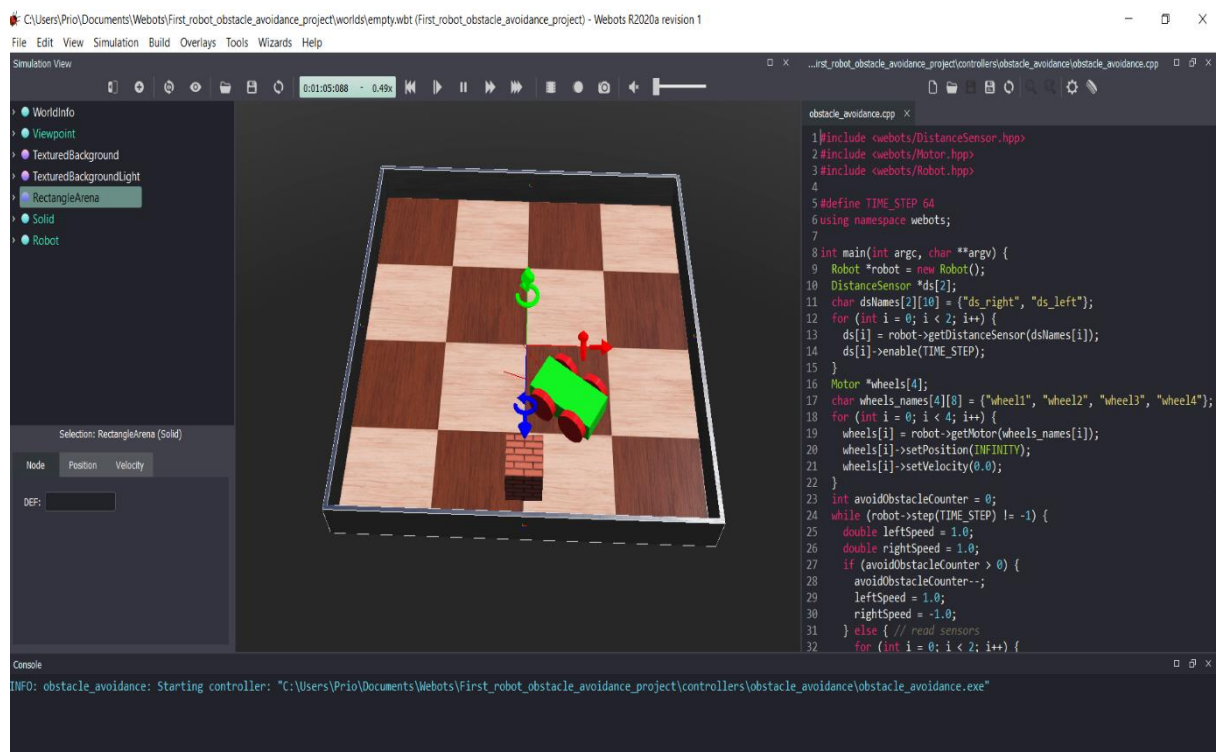 C:\Users\Prio\Documents\Webots\First_robot_obstacle_avoidance_project\worlds\empty.wbt (First_robot_obstacle_avoidance_project) - Webots R2020a revision 1
File Edit View Simulation Build Overlays Tools Wizards Help
Simulation View
0:01:05:088 - 0.49x
WorldInfo
Viewpoint
TexturedBackground
TexturedBackgroundLight
RectangleArena
Solid
Robot
Selection: RectangleArena (Solid)
Node Position Velocity
DEF:
...irst_robot_obstacle_avoidance_project\controllers\obstacle_avoidance\obstacle_avoidance.cpp
obstacle_avoidance.cpp
1 #include <webots/DistanceSensor.hpp>
2 #include <webots/Motor.hpp>
3 #include <webots/Robot.hpp>
4
5 #define TIME_STEP 64
6 using namespace webots;
7
8 int main(int argc, char **argv) {
9 Robot *robot = new Robot();
10 DistanceSensor *ds[2];
11 char dsNames[2][10] = {"ds_right", "ds_left"};
12 for (int i = 0; i < 2; i++) {
13 ds[i] = robot->getDistanceSensor(dsNames[i]);
14 ds[i]->enable(TIME_STEP);
15 }
16 Motor *wheels[4];
17 char wheels_names[4][8] = {"wheel1", "wheel2", "wheel3", "wheel4"};
18 for (int i = 0; i < 4; i++) {
19 wheels[i] = robot->getMotor(wheels_names[i]);
20 wheels[i]->setPosition(INFINITY);
21 wheels[i]->setVelocity(0.0);
22 }
23 int avoidObstacleCounter = 0;
24 while (robot->step(TIME_STEP) != -1) {
25 double leftSpeed = 1.0;
26 double rightSpeed = 1.0;
27 if (avoidObstacleCounter > 0) {
28 avoidObstacleCounter--;
29 leftSpeed = 1.0;
30 rightSpeed = -1.0;
31 } else { // read sensors
32 for (int i = 0; i < 2; i++) {
Console
INFO: obstacle_avoidance: Starting controller: "C:\Users\Prio\Documents\Webots\First_robot_obstacle_avoidance_project\controllers\obstacle_avoidance\obstacle_avoidance.exe"